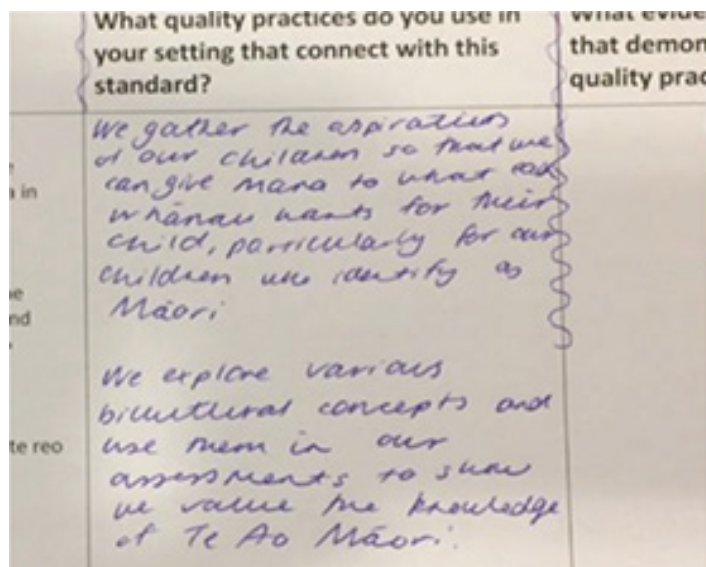 What quality practices do you use in
your setting that connect with this
standard?
that demon
quality prac
We gather the aspirations
of our children so that we
can give mana to what each
whānau wants for their
child, particularly for our
children who identify as
Māori
in
e
nd
We explore various
bicultural concepts and
te reo
use them in our
assessments to show
we value the knowledge
of Te Ao Māori.